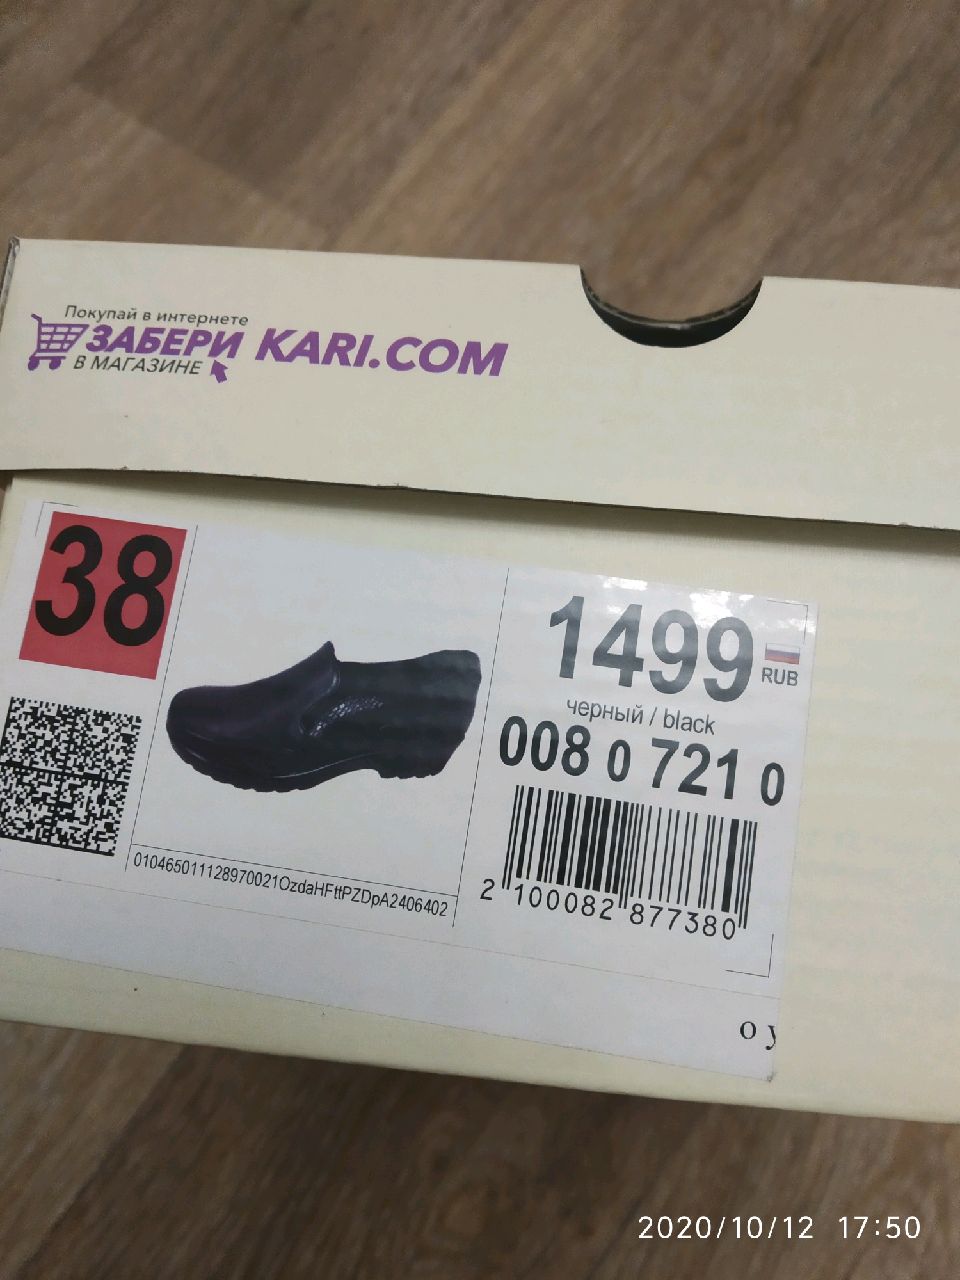 Покупай в интернете
ЗАБЕРИ KARI.COM
В МАГАЗИНЕ
38
1499
RUB
черный / black
008 0 721 0
2 100082 877380
010465011128970021OzdaHFttPZDpA2406402
о у
2020/10/12 17:50